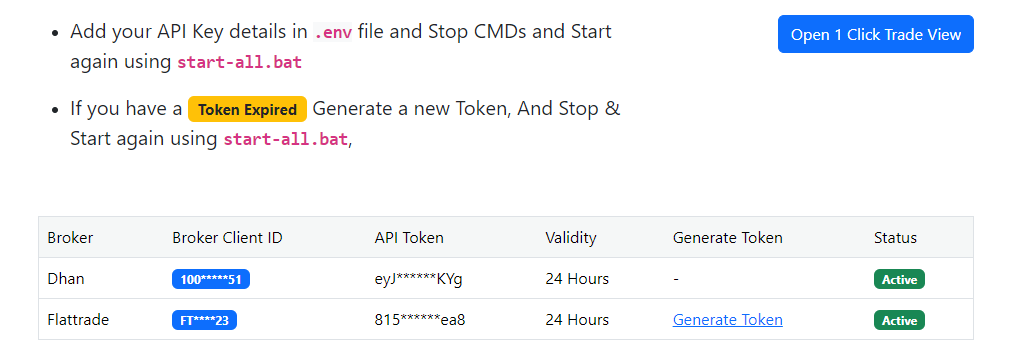 Add your API Key details in .env file and Stop CMDs and Start
again using start-all.bat
Open 1 Click Trade View
If you have a Token Expired Generate a new Token, And Stop &
Start again using start-all.bat,
Broker Broker Client ID API Token Validity Generate Token Status
Dhan 100*****51 eyJ******KYg 24 Hours - Active
Flattrade FT****23 815******ea8 24 Hours Generate Token Active